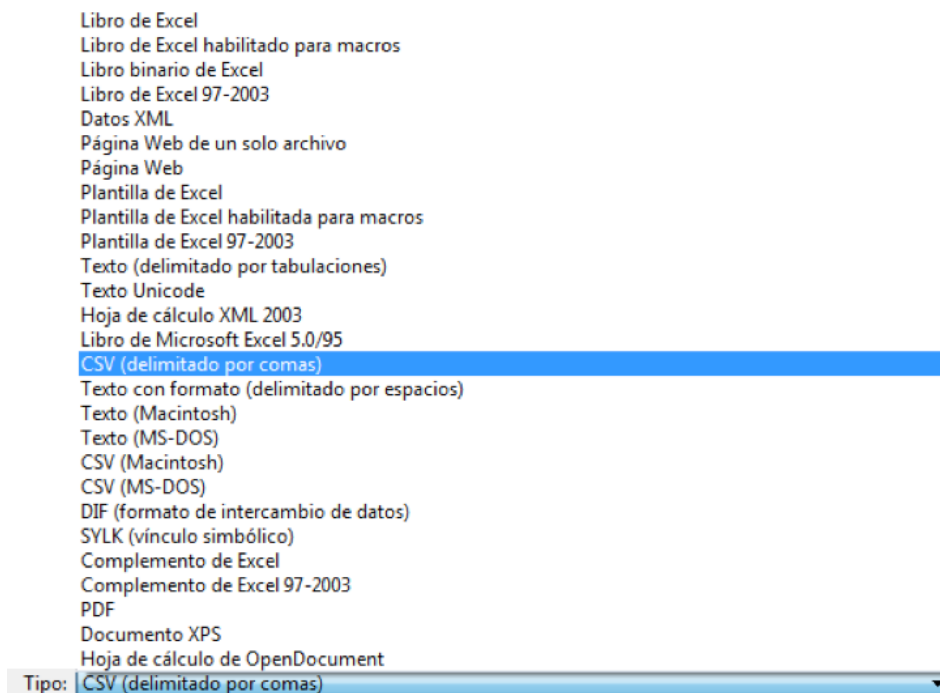 Libro de Excel
Libro de Excel habilitado para macros
Libro binario de Excel
Libro de Excel 97-2003
Datos XML
Página Web de un solo archivo
Página Web
Plantilla de Excel
Plantilla de Excel habilitada para macros
Plantilla de Excel 97-2003
Texto (delimitado por tabulaciones)
Texto Unicode
Hoja de cálculo XML 2003
Libro de Microsoft Excel 5.0/95
CSV (delimitado por comas)
Texto con formato (delimitado por espacios)
Texto (Macintosh)
Texto (MS-DOS)
CSV (Macintosh)
CSV (MS-DOS)
DIF (formato de intercambio de datos)
SYLK (vínculo simbólico)
Complemento de Excel
Complemento de Excel 97-2003
PDF
Documento XPS
Hoja de cálculo de OpenDocument
Tipo: CSV (delimitado por comas)